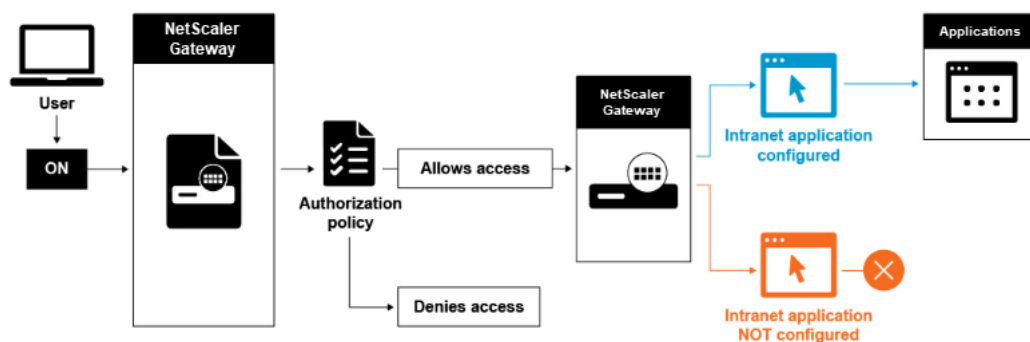 User
ON
NetScaler
Gateway
Authorization
policy
Allows access
Denies access
NetScaler
Gateway
Intranet application
configured
Intranet application
NOT configured
Applications